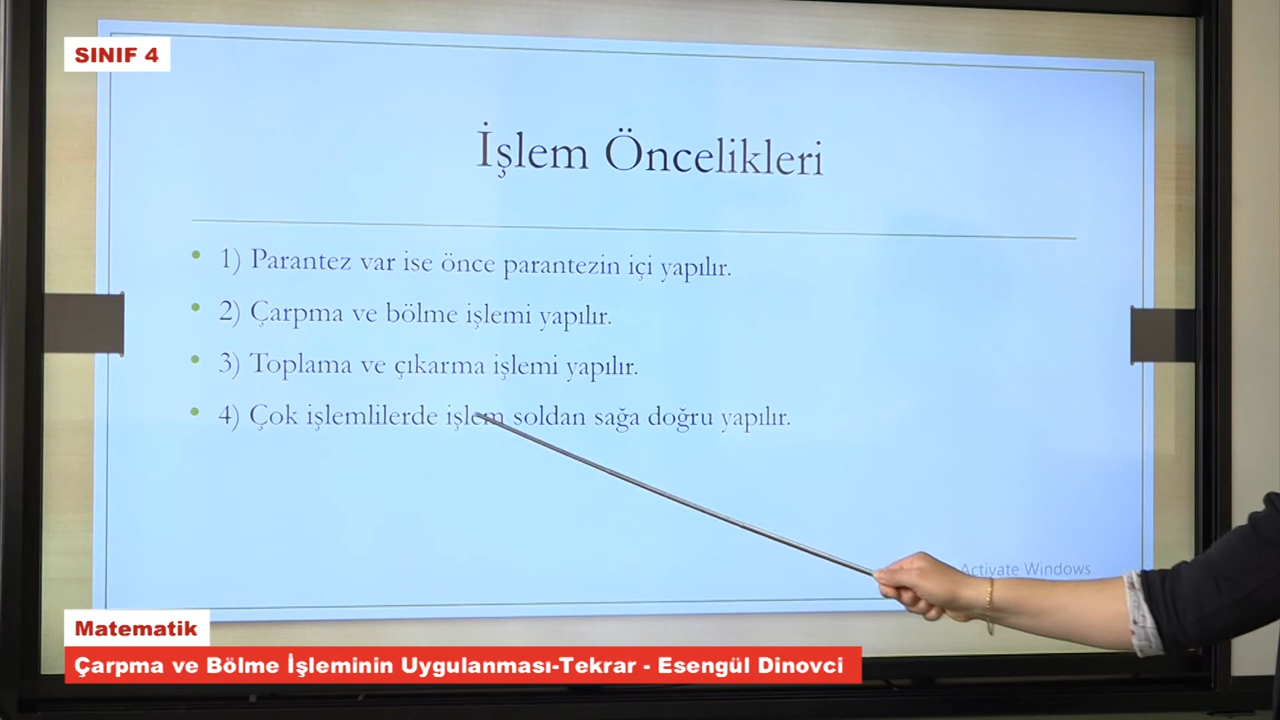 SINIF 4
İşlem Öncelikleri
• 1) Parantez var ise önce parantezin içi yapılır.
• 2) Çarpma ve bölme işlemi yapılır.
• 3) Toplama ve çıkarma işlemi yapılır.
• 4) Çok işlemlilerde işlem soldan sağa doğru yapılır.
Activate Windows
Matematik
Çarpma ve Bölme İşleminin Uygulanması-Tekrar - Esengül Dinovci